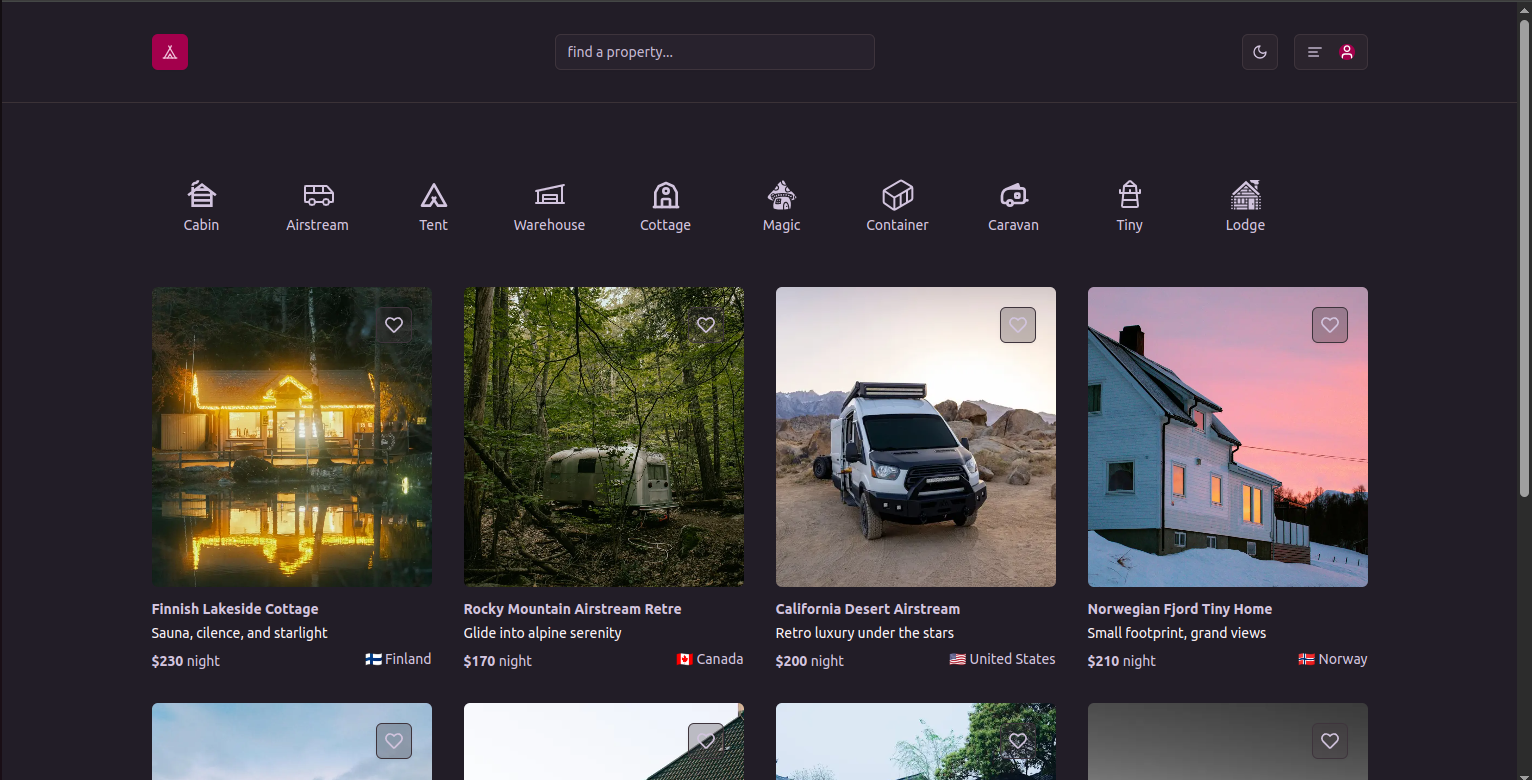 find a property...
Cabin
Airstream
Tent
Warehouse
Cottage
Magic
Container
Caravan
Tiny
Lodge
Finnish Lakeside Cottage
Sauna, cilence, and starlight
$230 night
Finland
Rocky Mountain Airstream Retre
Glide into alpine serenity
$170 night
Canada
California Desert Airstream
Retro luxury under the stars
$200 night
United States
Norwegian Fjord Tiny Home
Small footprint, grand views
$210 night
Norway